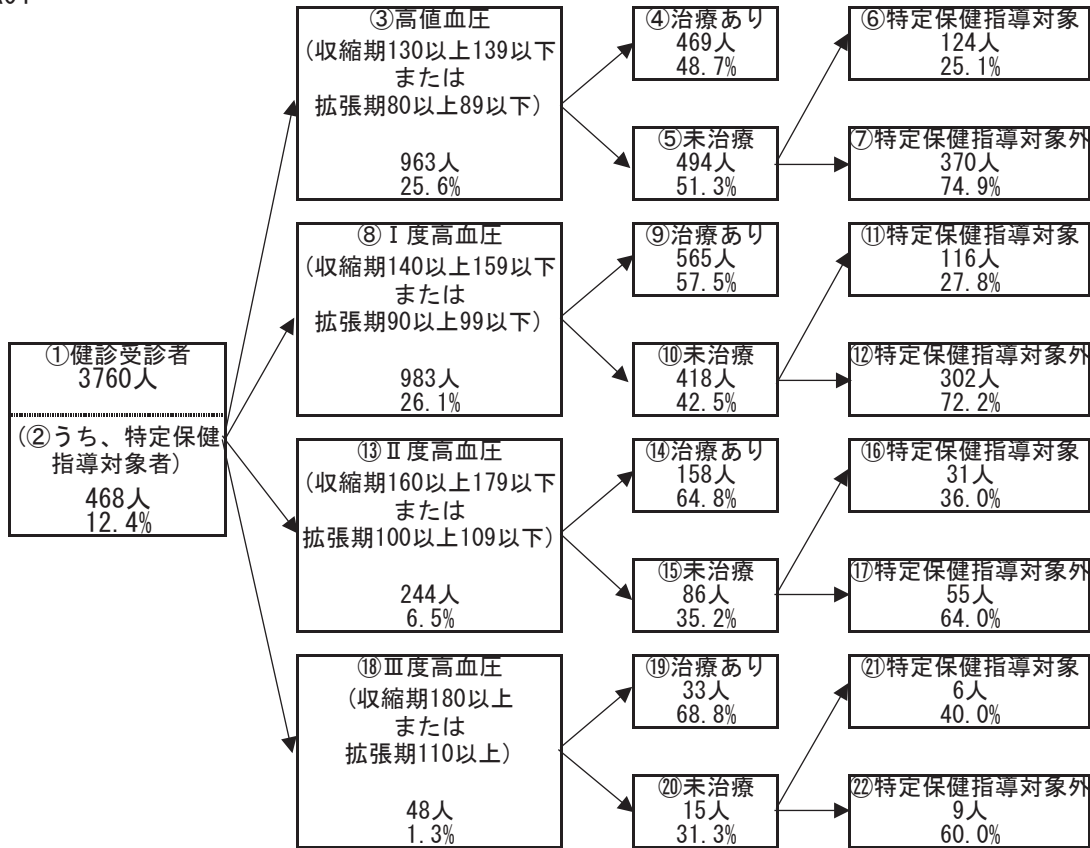 ①健診受診者
3760人
(②うち、特定保健
指導対象者)
468人
12.4%
③高値血圧
(収縮期130以上139以下
または
拡張期80以上89以下)
963人
25.6%
④治療あり
469人
48.7%
⑤未治療
494人
51.3%
⑥特定保健指導対象
124人
25.1%
⑦特定保健指導対象外
370人
74.9%
⑧Ⅰ度高血圧
(収縮期140以上159以下
または
拡張期90以上99以下)
983人
26.1%
⑨治療あり
565人
57.5%
⑩未治療
418人
42.5%
⑪特定保健指導対象
116人
27.8%
⑫特定保健指導対象外
302人
72.2%
⑬Ⅱ度高血圧
(収縮期160以上179以下
または
拡張期100以上109以下)
244人
6.5%
⑭治療あり
158人
64.8%
⑮未治療
86人
35.2%
⑯特定保健指導対象
31人
36.0%
⑰特定保健指導対象外
55人
64.0%
⑱Ⅲ度高血圧
(収縮期180以上
または
拡張期110以上)
48人
1.3%
⑲治療あり
33人
68.8%
⑳未治療
15人
31.3%
㉑特定保健指導対象
6人
40.0%
㉒特定保健指導対象外
9人
60.0%